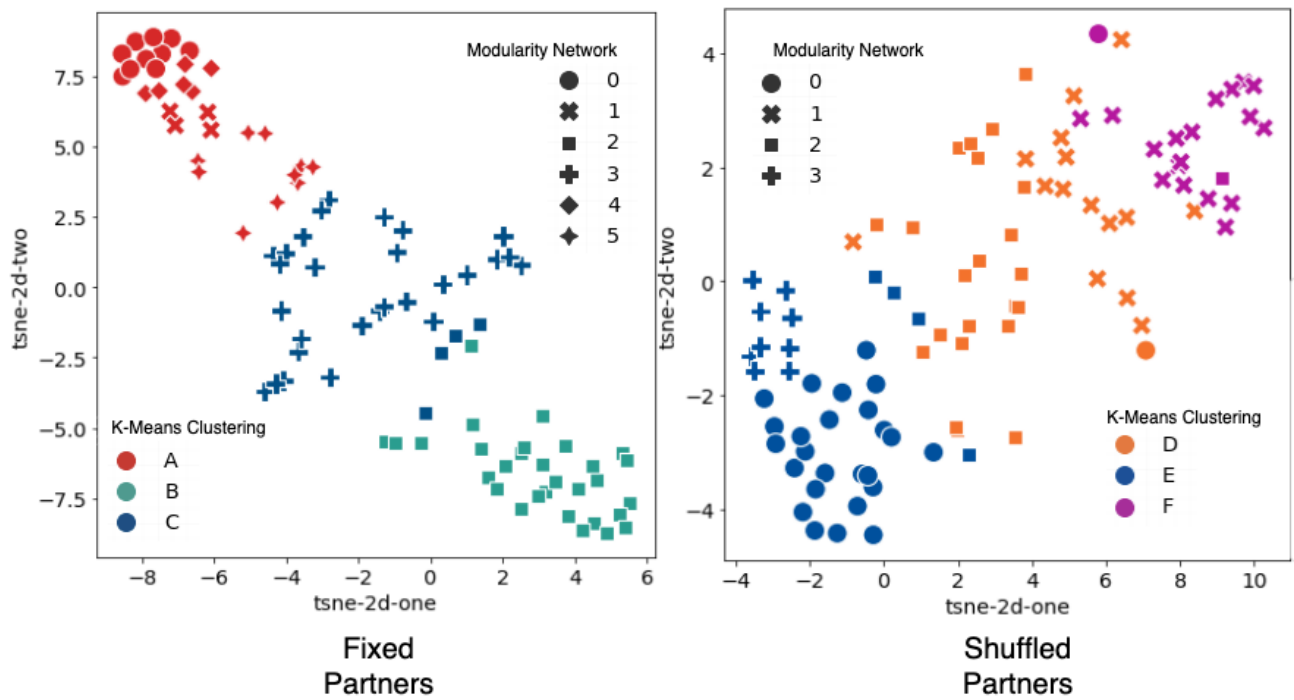 Modularity Network
0
1
2
3
4
5
K-Means Clustering
A
B
C
7.5
5.0
2.5
0.0
−2.5
−5.0
−7.5
tsne-2d-two
−8 −6 −4 −2 0 2 4 6
tsne-2d-one
Fixed
Partners
Modularity Network
0
1
2
3
K-Means Clustering
D
E
F
4
2
0
−2
−4
tsne-2d-two
−4 −2 0 2 4 6 8 10
tsne-2d-one
Shuffled
Partners